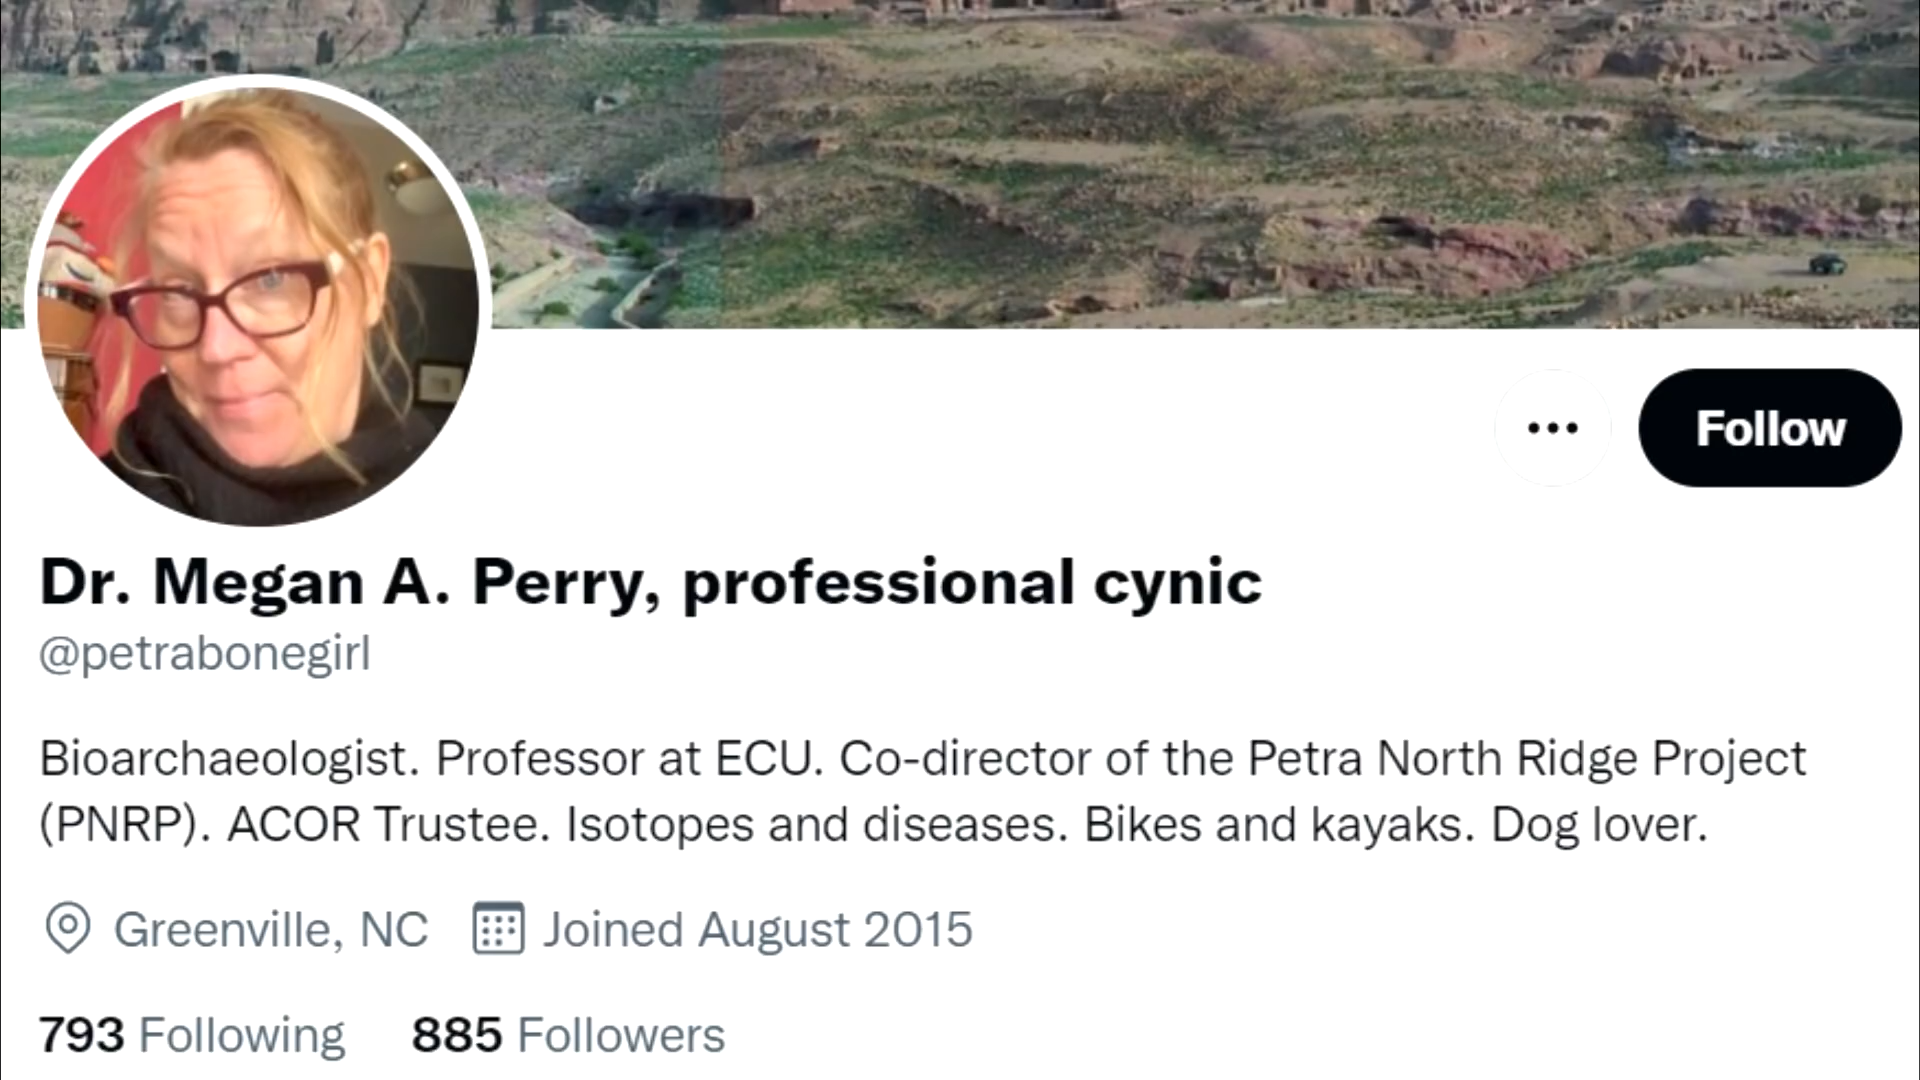 Follow
Dr. Megan A. Perry, professional cynic
@petrabonegirl
Bioarchaeologist. Professor at ECU. Co-director of the Petra North Ridge Project
(PNRP). ACOR Trustee. Isotopes and diseases. Bikes and kayaks. Dog lover.
Greenville, NC Joined August 2015
793 Following 885 Followers